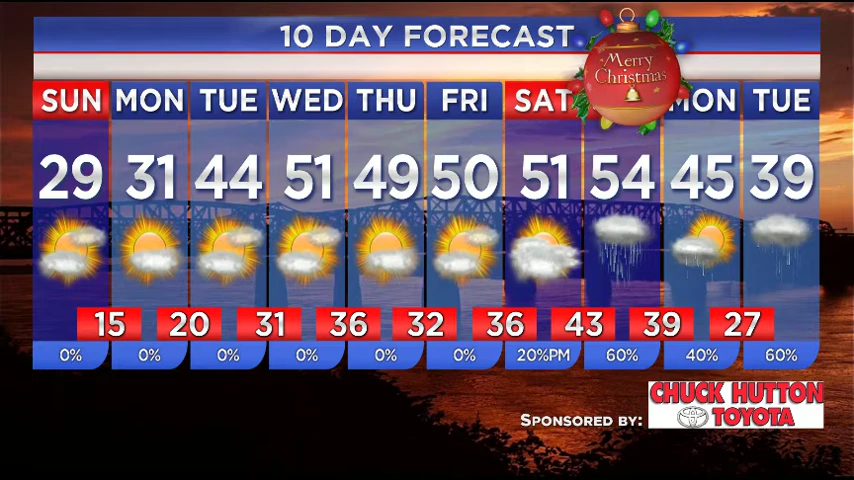 10 DAY FORECAST
Merry
Christmas
SUN MON TUE WED THU FRI SAT MON TUE
29 31 44 51 49 50 51 54 45 39
15 20 31 36 32 36 43 39 27
0% 0% 0% 0% 0% 0% 20%PM 60% 40% 60%
CHUCK HUTTON
SPONSORED BY: TOYOTA